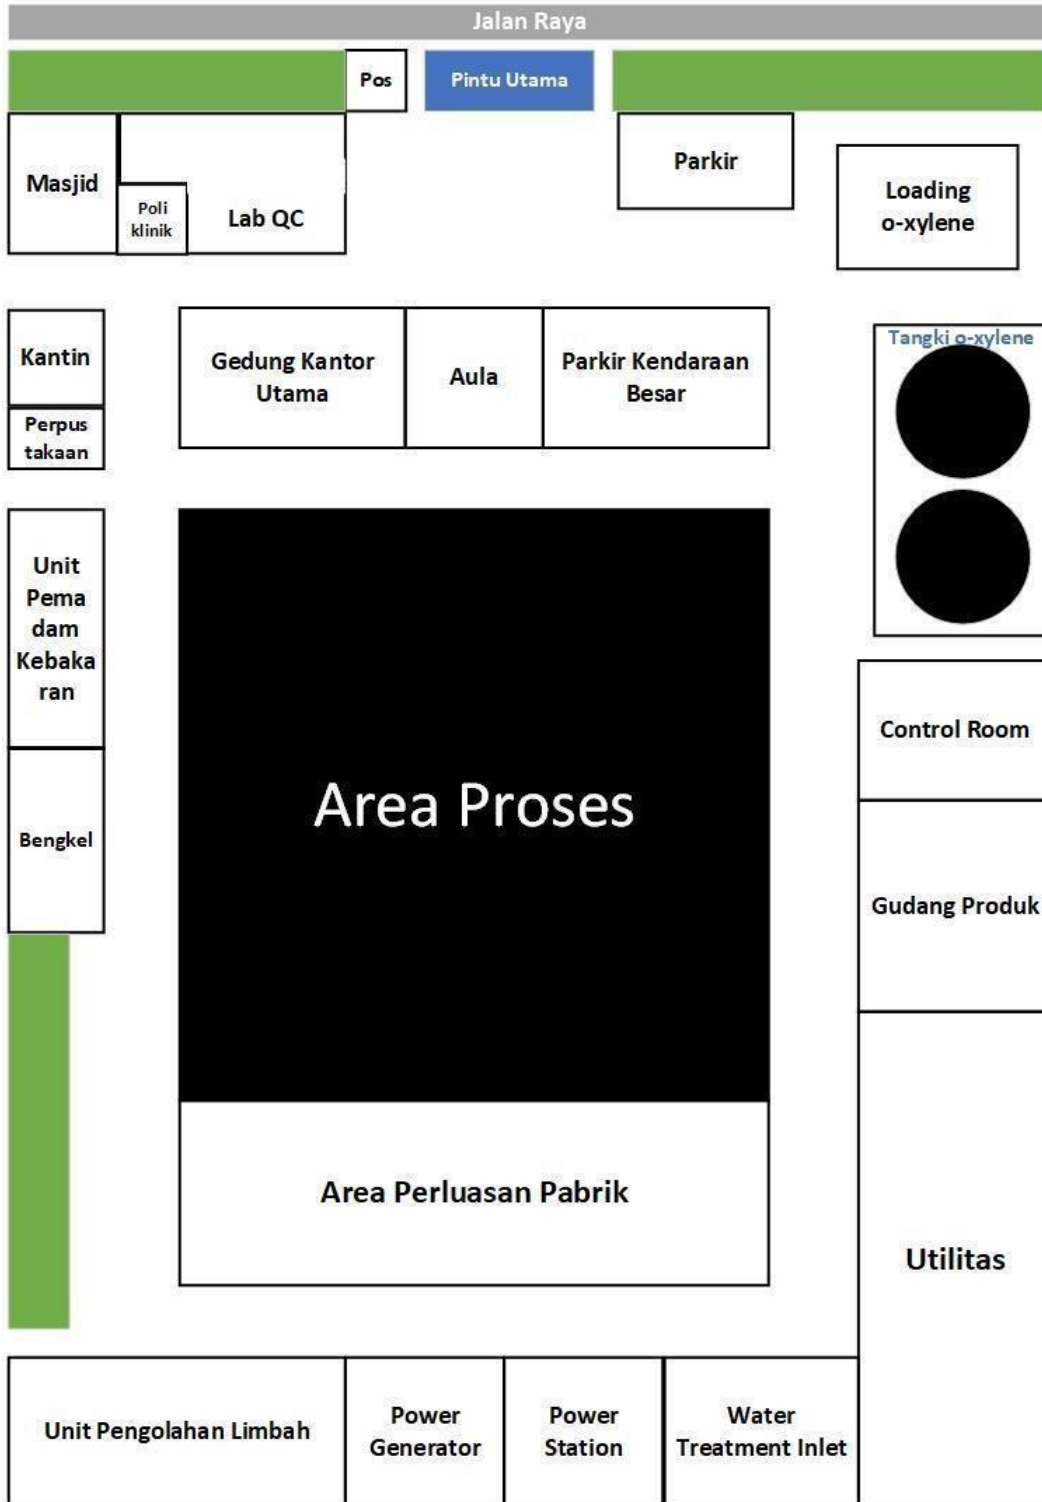 Jalan Raya
Pos
Pintu Utama
Masjid
Poli
klinik
Lab QC
Parkir
Loading
o-xylene
Kantin
Perpus
takaan
Gedung Kantor
Utama
Aula
Parkir Kendaraan
Besar
Tangki o-xylene
Unit
Pema
dam
Kebaka
ran
Control Room
Area Proses
Bengkel
Gudang Produk
Area Perluasan Pabrik
Utilitas
Unit Pengolahan Limbah
Power
Generator
Power
Station
Water
Treatment Inlet